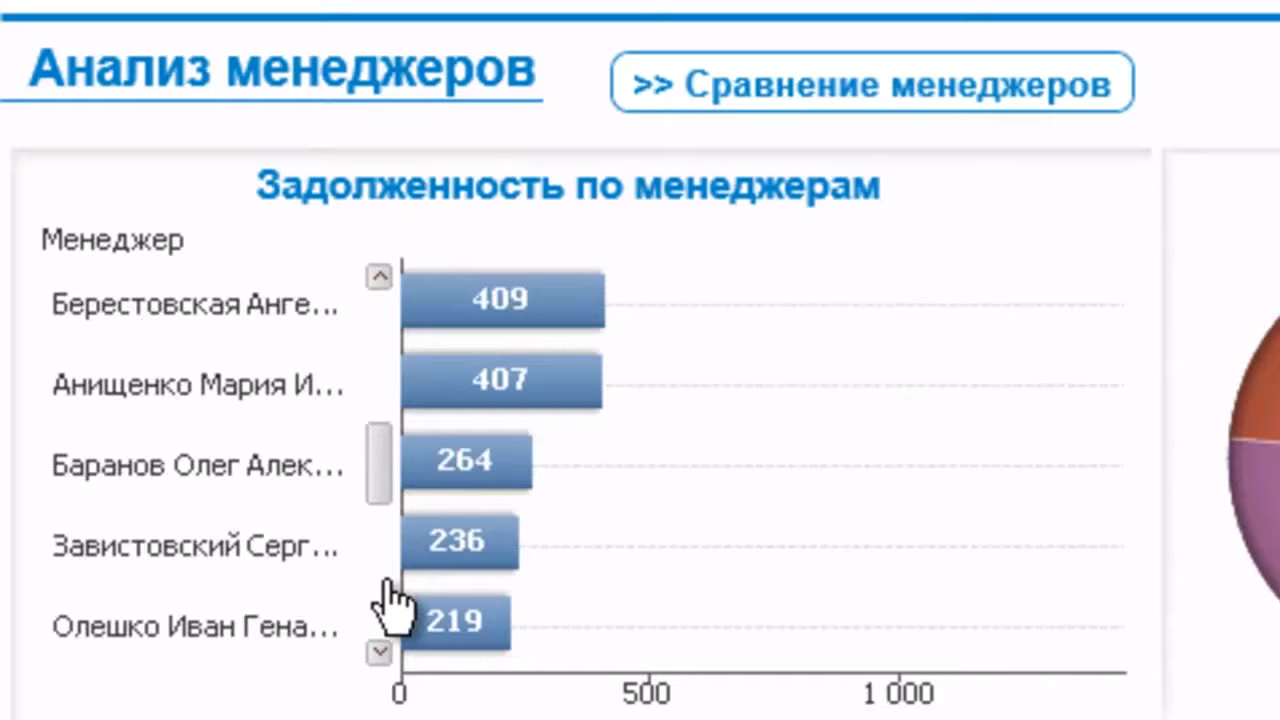 Анализ менеджеров
>> Сравнение менеджеров
Задолженность по менеджерам
Менеджер
Берестовская Анге... 409
Анищенко Мария И... 407
Баранов Олег Алек... 264
Завистовский Серг... 236
Олешко Иван Гена... 219
0 500 1 000